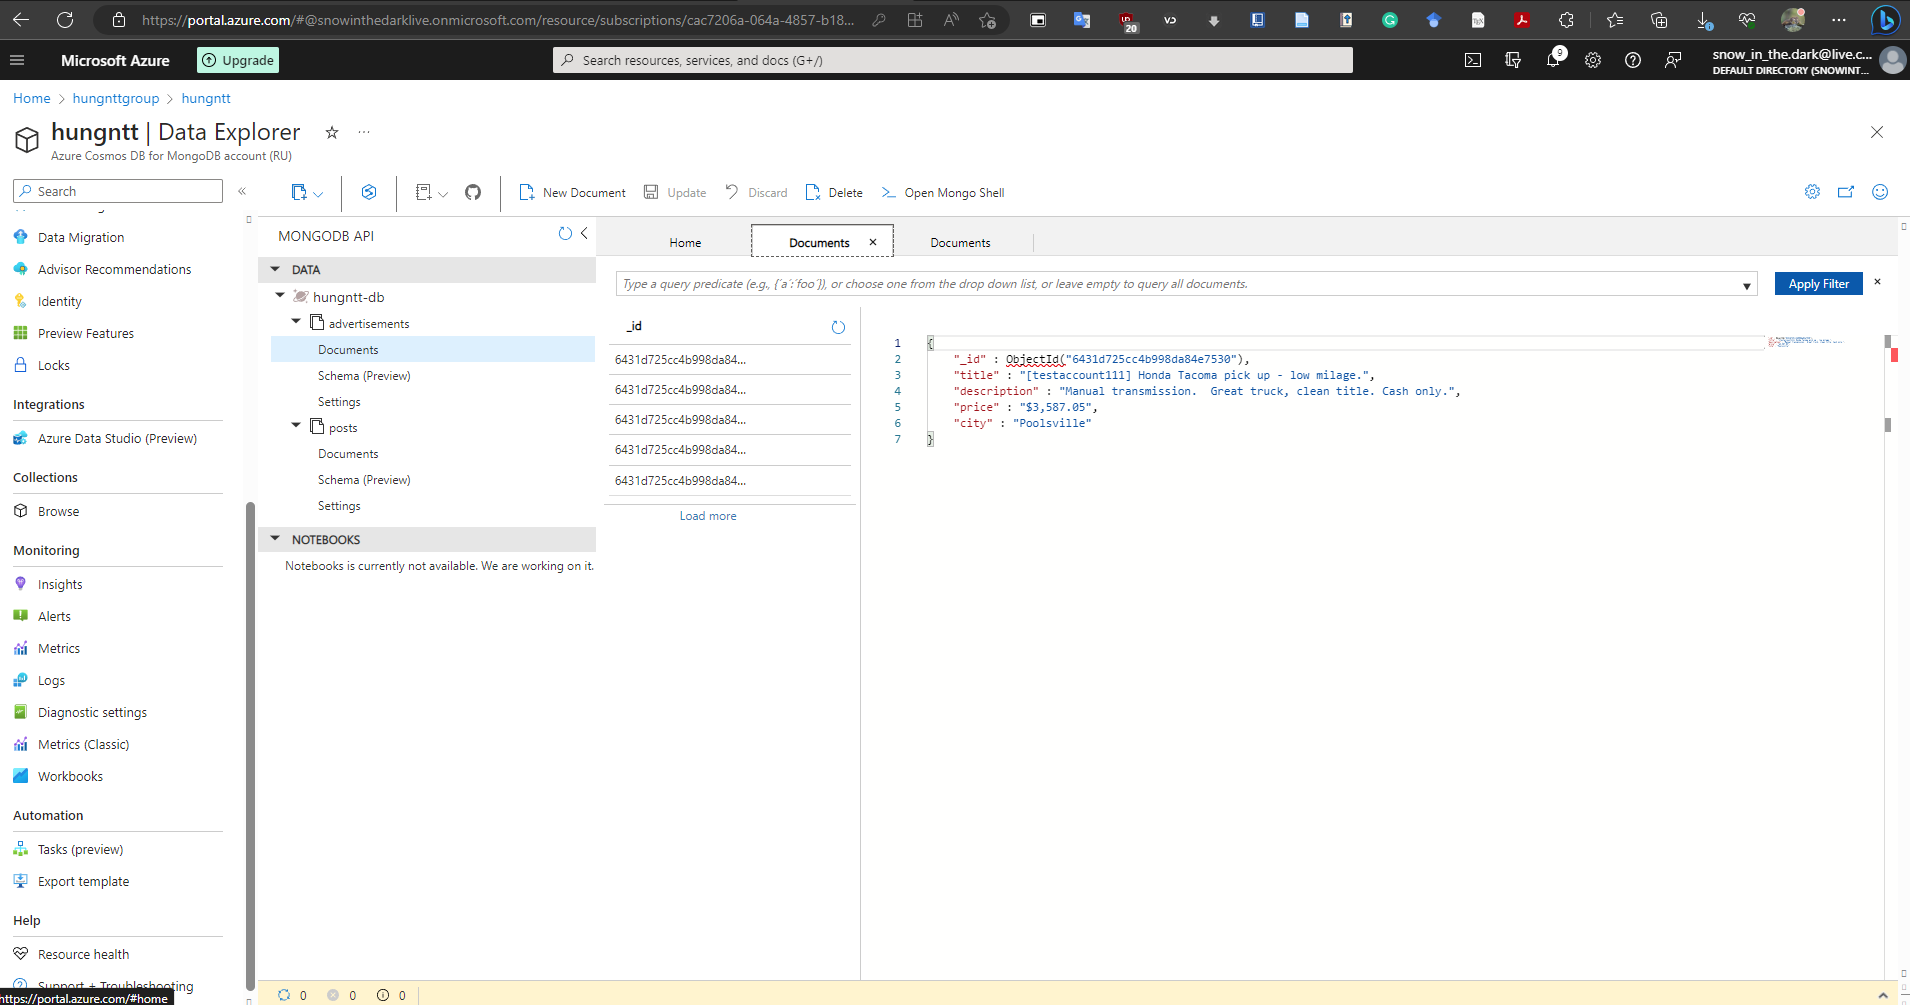 https://portal.azure.com/#@snowinthedarklive.onmicrosoft.com/resource/subscriptions/cac7206a-064a-4857-b18...
20
Microsoft Azure
Upgrade
Search resources, services, and docs (G+/)
9
snow_in_the.dark@live.c...
DEFAULT DIRECTORY (SNOWINT...
Home > hungnttgroup > hungntt
hungntt | Data Explorer
Azure Cosmos DB for MongoDB account (RU)
Search
New Document
Update
Discard
Delete
Open Mongo Shell
Data Migration
Advisor Recommendations
Identity
Preview Features
Locks
Integrations
Azure Data Studio (Preview)
Collections
Browse
Monitoring
Insights
Alerts
Metrics
Logs
Diagnostic settings
Metrics (Classic)
Workbooks
Automation
Tasks (preview)
Export template
Help
Resource health
Support + Troubleshooting
https://portal.azure.com/#home
MONGODB API
DATA
hungntt-db
advertisements
Documents
Schema (Preview)
Settings
posts
Documents
Schema (Preview)
Settings
NOTEBOOKS
Notebooks is currently not available. We are working on it.
Home
Documents
Documents
Type a query predicate (e.g., {´a´:´foo´}), or choose one from the drop down list, or leave empty to query all documents.
Apply Filter
_id
6431d725cc4b998da84...
6431d725cc4b998da84...
6431d725cc4b998da84...
6431d725cc4b998da84...
6431d725cc4b998da84...
Load more
1 {
2 "_id" : ObjectId("6431d725cc4b998da84e7530"),
3 "title" : "[testaccount111] Honda Tacoma pick up - low milage.",
4 "description" : "Manual transmission.  Great truck, clean title. Cash only.",
5 "price" : "$3,587.05",
6 "city" : "Poolsville"
7 }
0 0 0